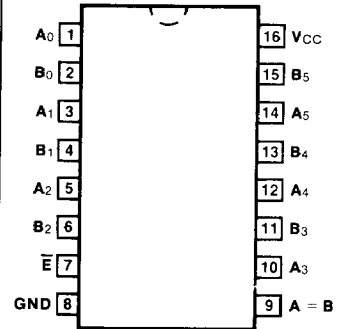 A0 1 16 VCC
B0 2 15 B5
A1 3 14 A5
B1 4 13 B4
A2 5 12 A4
B2 6 11 B3
E̅ 7 10 A3
GND 8 9 A = B